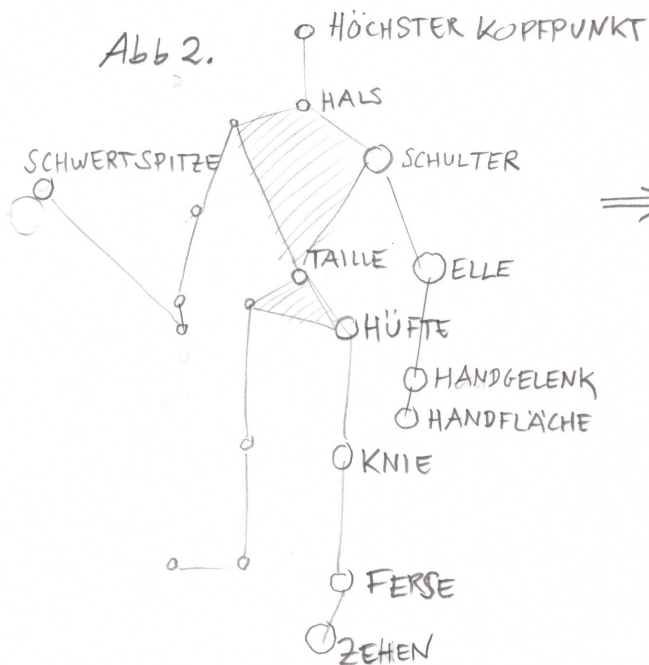 Abb 2.
HÖCHSTER KOPFPUNKT
HALS
SCHWERTSPITZE
SCHULTER
TAILLE
ELLE
HÜFTE
HANDGELENK
HANDFLÄCHE
KNIE
FERSE
ZEHEN